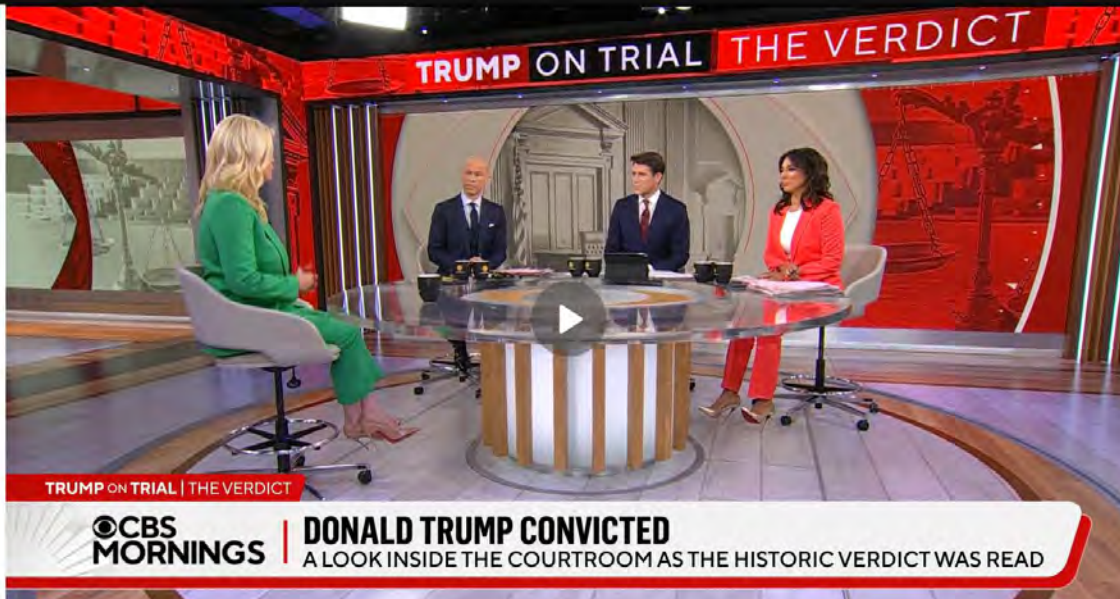 TRUMP ON TRIAL THE VERDICT
TRUMP ON TRIAL | THE VERDICT
CBS
MORNINGS
DONALD TRUMP CONVICTED
A LOOK INSIDE THE COURTROOM AS THE HISTORIC VERDICT WAS READ